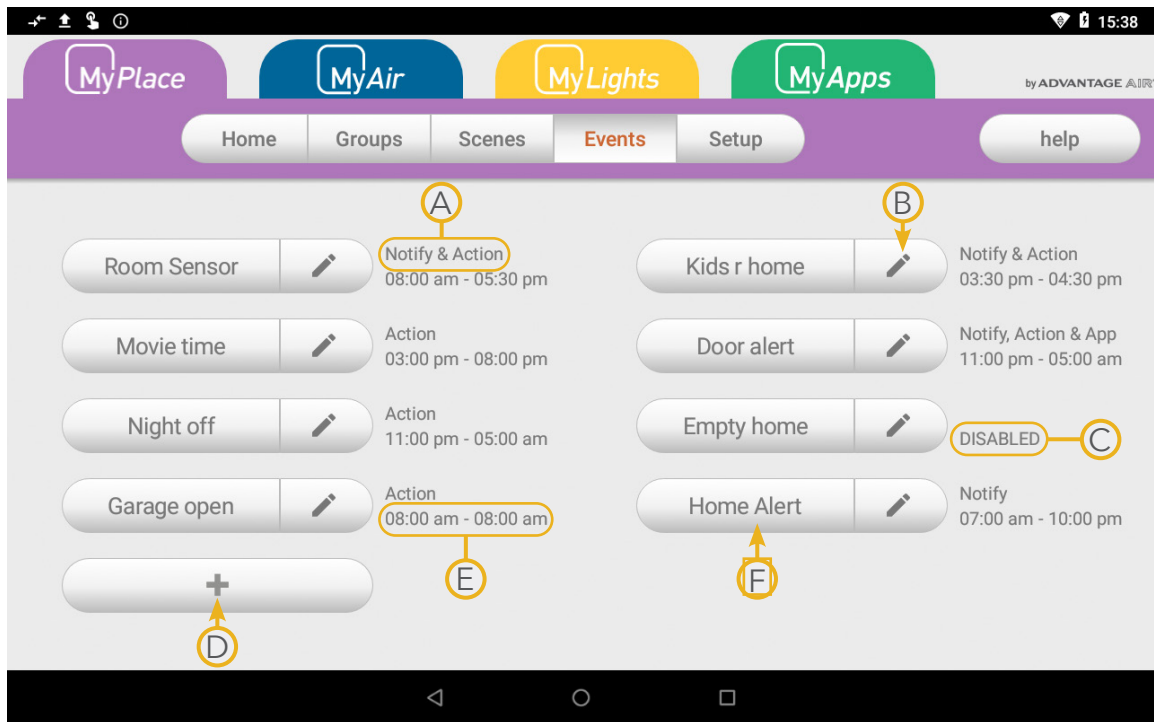 15:38
MyPlace
MyAir
MyLights
MyApps
by ADVANTAGE AIR
Home
Groups
Scenes
Events
Setup
help
A
B
Room Sensor
Notify & Action
08:00 am - 05:30 pm
Kids r home
Notify & Action
03:30 pm - 04:30 pm
Movie time
Action
03:00 pm - 08:00 pm
Door alert
Notify, Action & App
11:00 pm - 05:00 am
Night off
Action
11:00 pm - 05:00 am
Empty home
DISABLED
C
Garage open
Action
08:00 am - 08:00 am
Home Alert
Notify
07:00 am - 10:00 pm
+
E
F
D